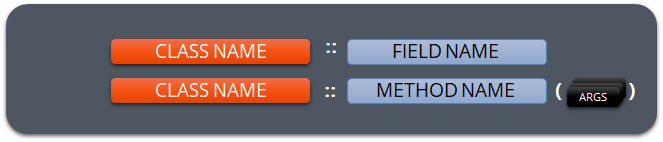 CLASS NAME :: FIELD NAME
CLASS NAME :: METHOD NAME ( ARGS )